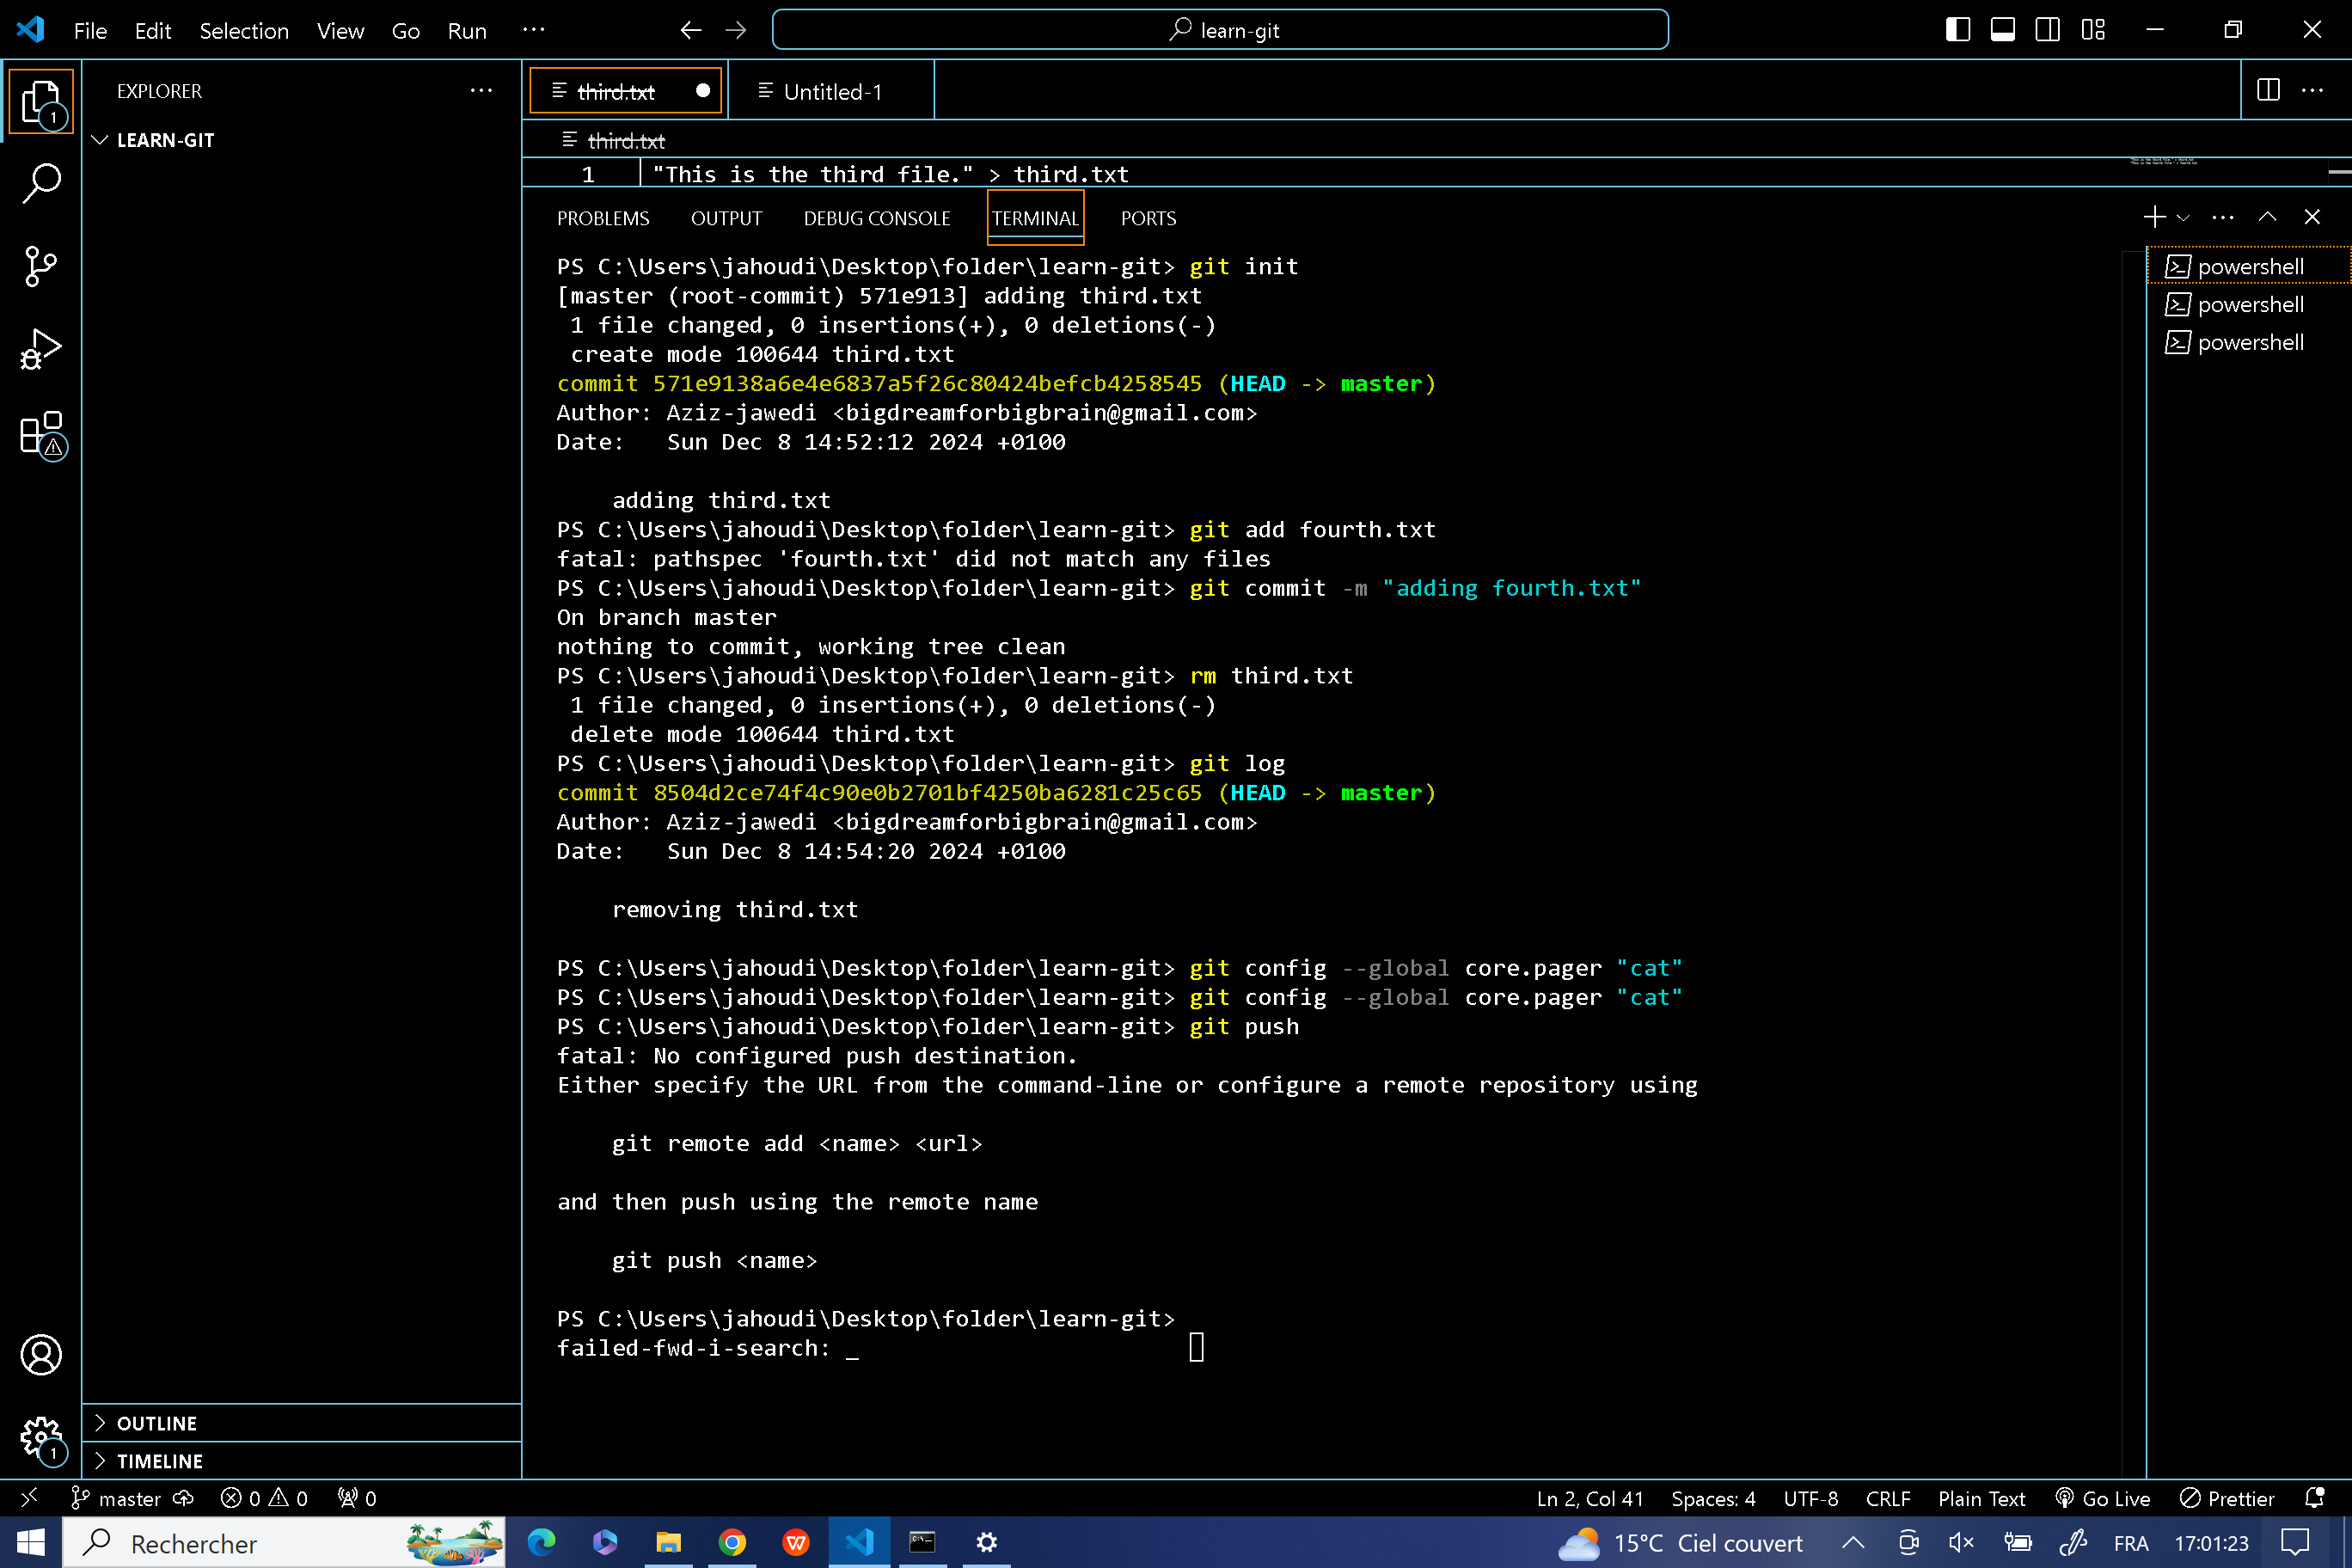 File Edit Selection View Go Run ···
learn-git
EXPLORER
LEARN-GIT
third.txt
Untitled-1
third.txt
1 "This is the third file." > third.txt
PROBLEMS OUTPUT DEBUG CONSOLE TERMINAL PORTS
PS C:\Users\jahoudi\Desktop\folder\learn-git> git init
[master (root-commit) 571e913] adding third.txt
1 file changed, 0 insertions(+), 0 deletions(-)
create mode 100644 third.txt
commit 571e9138a6e4e6837a5f26c80424befcb4258545 (HEAD -> master)
Author: Aziz-jawedi <bigdreamforbigbrain@gmail.com>
Date:   Sun Dec 8 14:52:12 2024 +0100
adding third.txt
PS C:\Users\jahoudi\Desktop\folder\learn-git> git add fourth.txt
fatal: pathspec 'fourth.txt' did not match any files
PS C:\Users\jahoudi\Desktop\folder\learn-git> git commit -m "adding fourth.txt"
On branch master
nothing to commit, working tree clean
PS C:\Users\jahoudi\Desktop\folder\learn-git> rm third.txt
1 file changed, 0 insertions(+), 0 deletions(-)
delete mode 100644 third.txt
PS C:\Users\jahoudi\Desktop\folder\learn-git> git log
commit 8504d2ce74f4c90e0b2701bf4250ba6281c25c65 (HEAD -> master)
Author: Aziz-jawedi <bigdreamforbigbrain@gmail.com>
Date:   Sun Dec 8 14:54:20 2024 +0100
removing third.txt
PS C:\Users\jahoudi\Desktop\folder\learn-git> git config --global core.pager "cat"
PS C:\Users\jahoudi\Desktop\folder\learn-git> git config --global core.pager "cat"
PS C:\Users\jahoudi\Desktop\folder\learn-git> git push
fatal: No configured push destination.
Either specify the URL from the command-line or configure a remote repository using
git remote add <name> <url>
and then push using the remote name
git push <name>
PS C:\Users\jahoudi\Desktop\folder\learn-git>
failed-fwd-i-search: _
powershell
powershell
powershell
1
1
OUTLINE
TIMELINE
master 0 0 0
Ln 2, Col 41 Spaces: 4 UTF-8 CRLF Plain Text Go Live Prettier
Rechercher
15°C Ciel couvert FRA 17:01:23